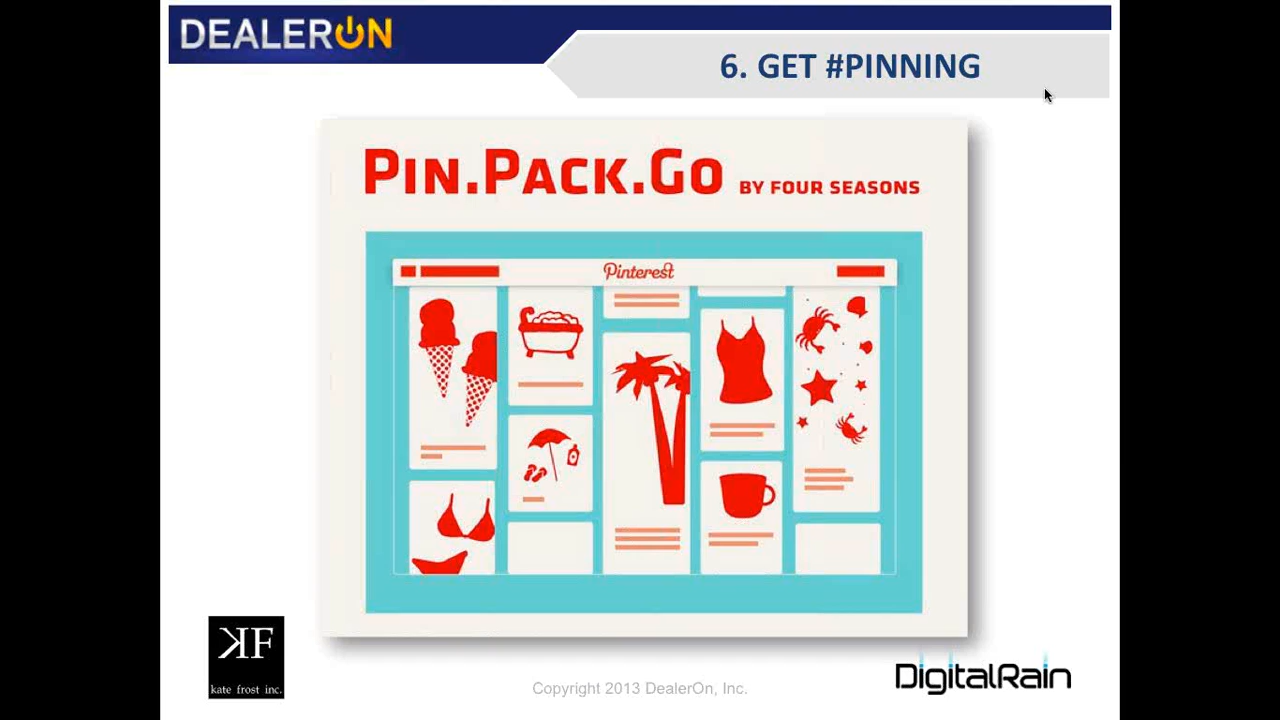 DEALERON
6. GET #PINNING
PIN.PACK.GO BY FOUR SEASONS
Pinterest
KF
kate frost inc.
Copyright 2013 DealerOn, Inc.
DigitalRain